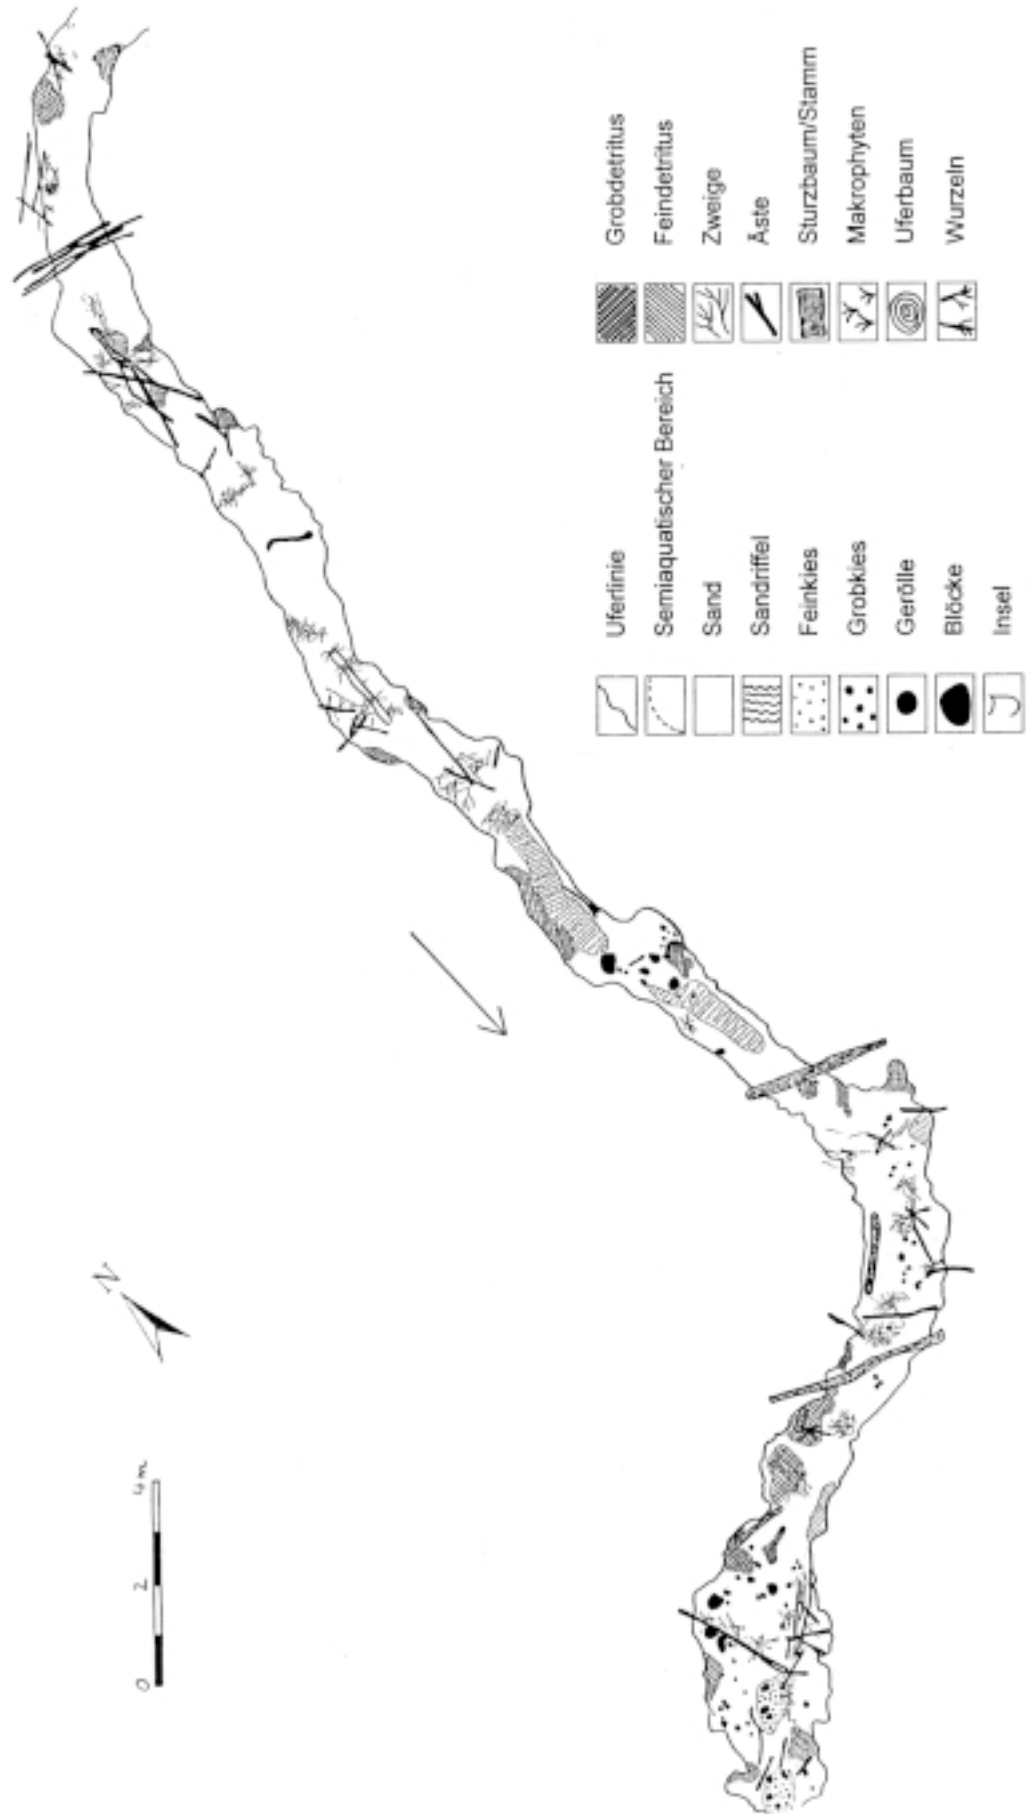 N
0 2 4m
Uferlinie
Semiaquatischer Bereich
Sand
Sandriffel
Feinkies
Grobkies
Gerölle
Blöcke
Insel
Grobdetritus
Feindetritus
Zweige
Äste
Sturzbaum/Stamm
Makrophyten
Uferbaum
Wurzeln